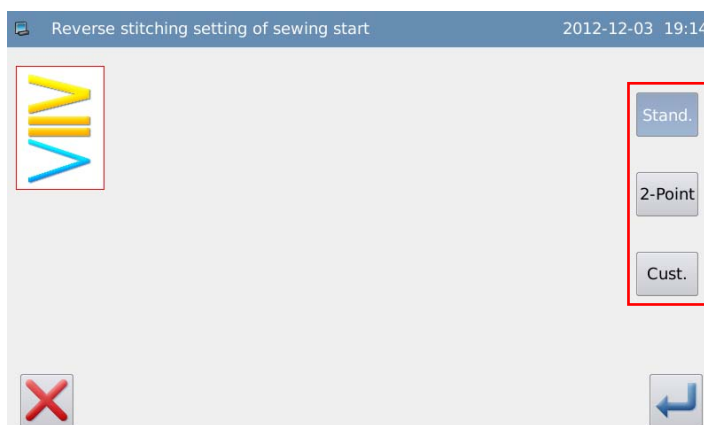 Reverse stitching setting of sewing start 2012-12-03 19:14
Stand.
2-Point
Cust.